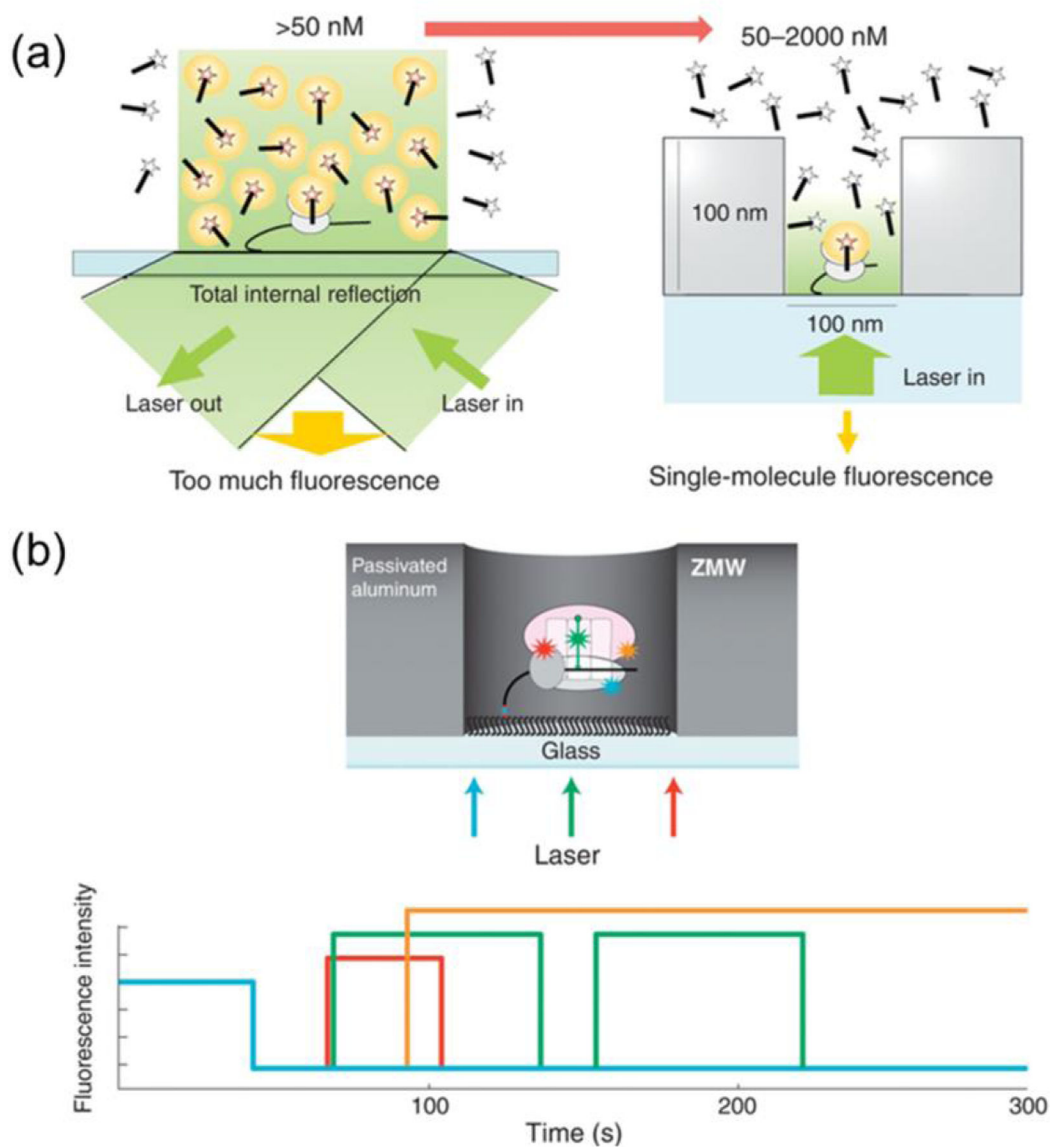 (a)
>50 nM
50–2000 nM
100 nm
100 nm
Total internal reflection
Laser out
Laser in
Laser in
Too much fluorescence
Single-molecule fluorescence
(b)
Passivated
aluminum
ZMW
Glass
Laser
Fluorescence intensity
100
200
300
Time (s)